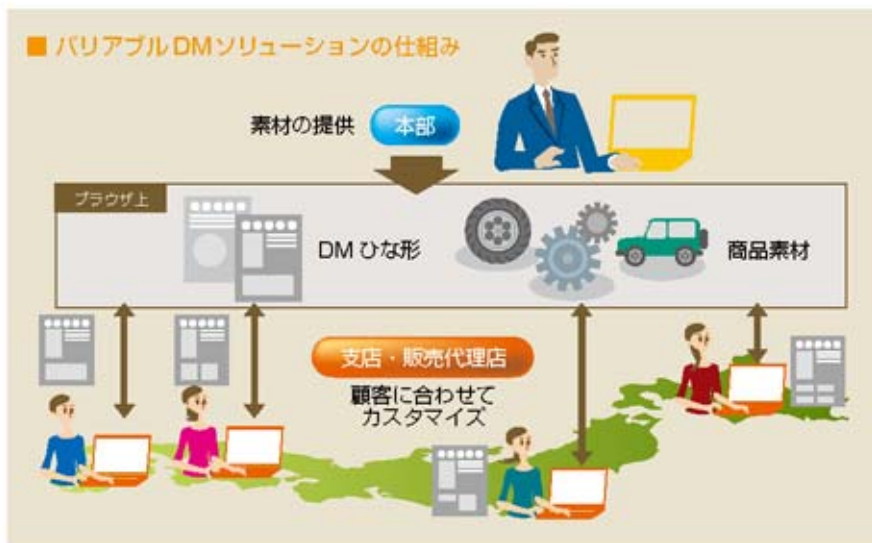 ■ バリアブルDMソリューションの仕組み
素材の提供 本部
ブラウザ上
DMひな形
商品素材
支店・販売代理店
顧客に合わせて
カスタマイズ